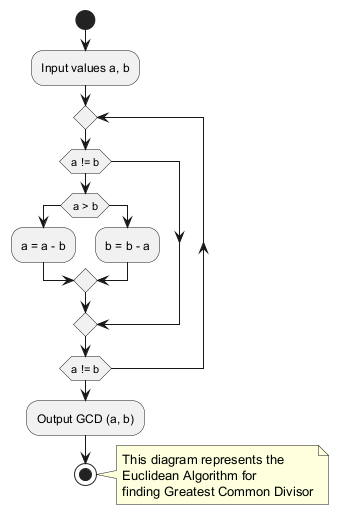 Input values a, b
a != b
a > b
a = a - b
b = b - a
a != b
Output GCD (a, b)
This diagram represents the
Euclidean Algorithm for
finding Greatest Common Divisor